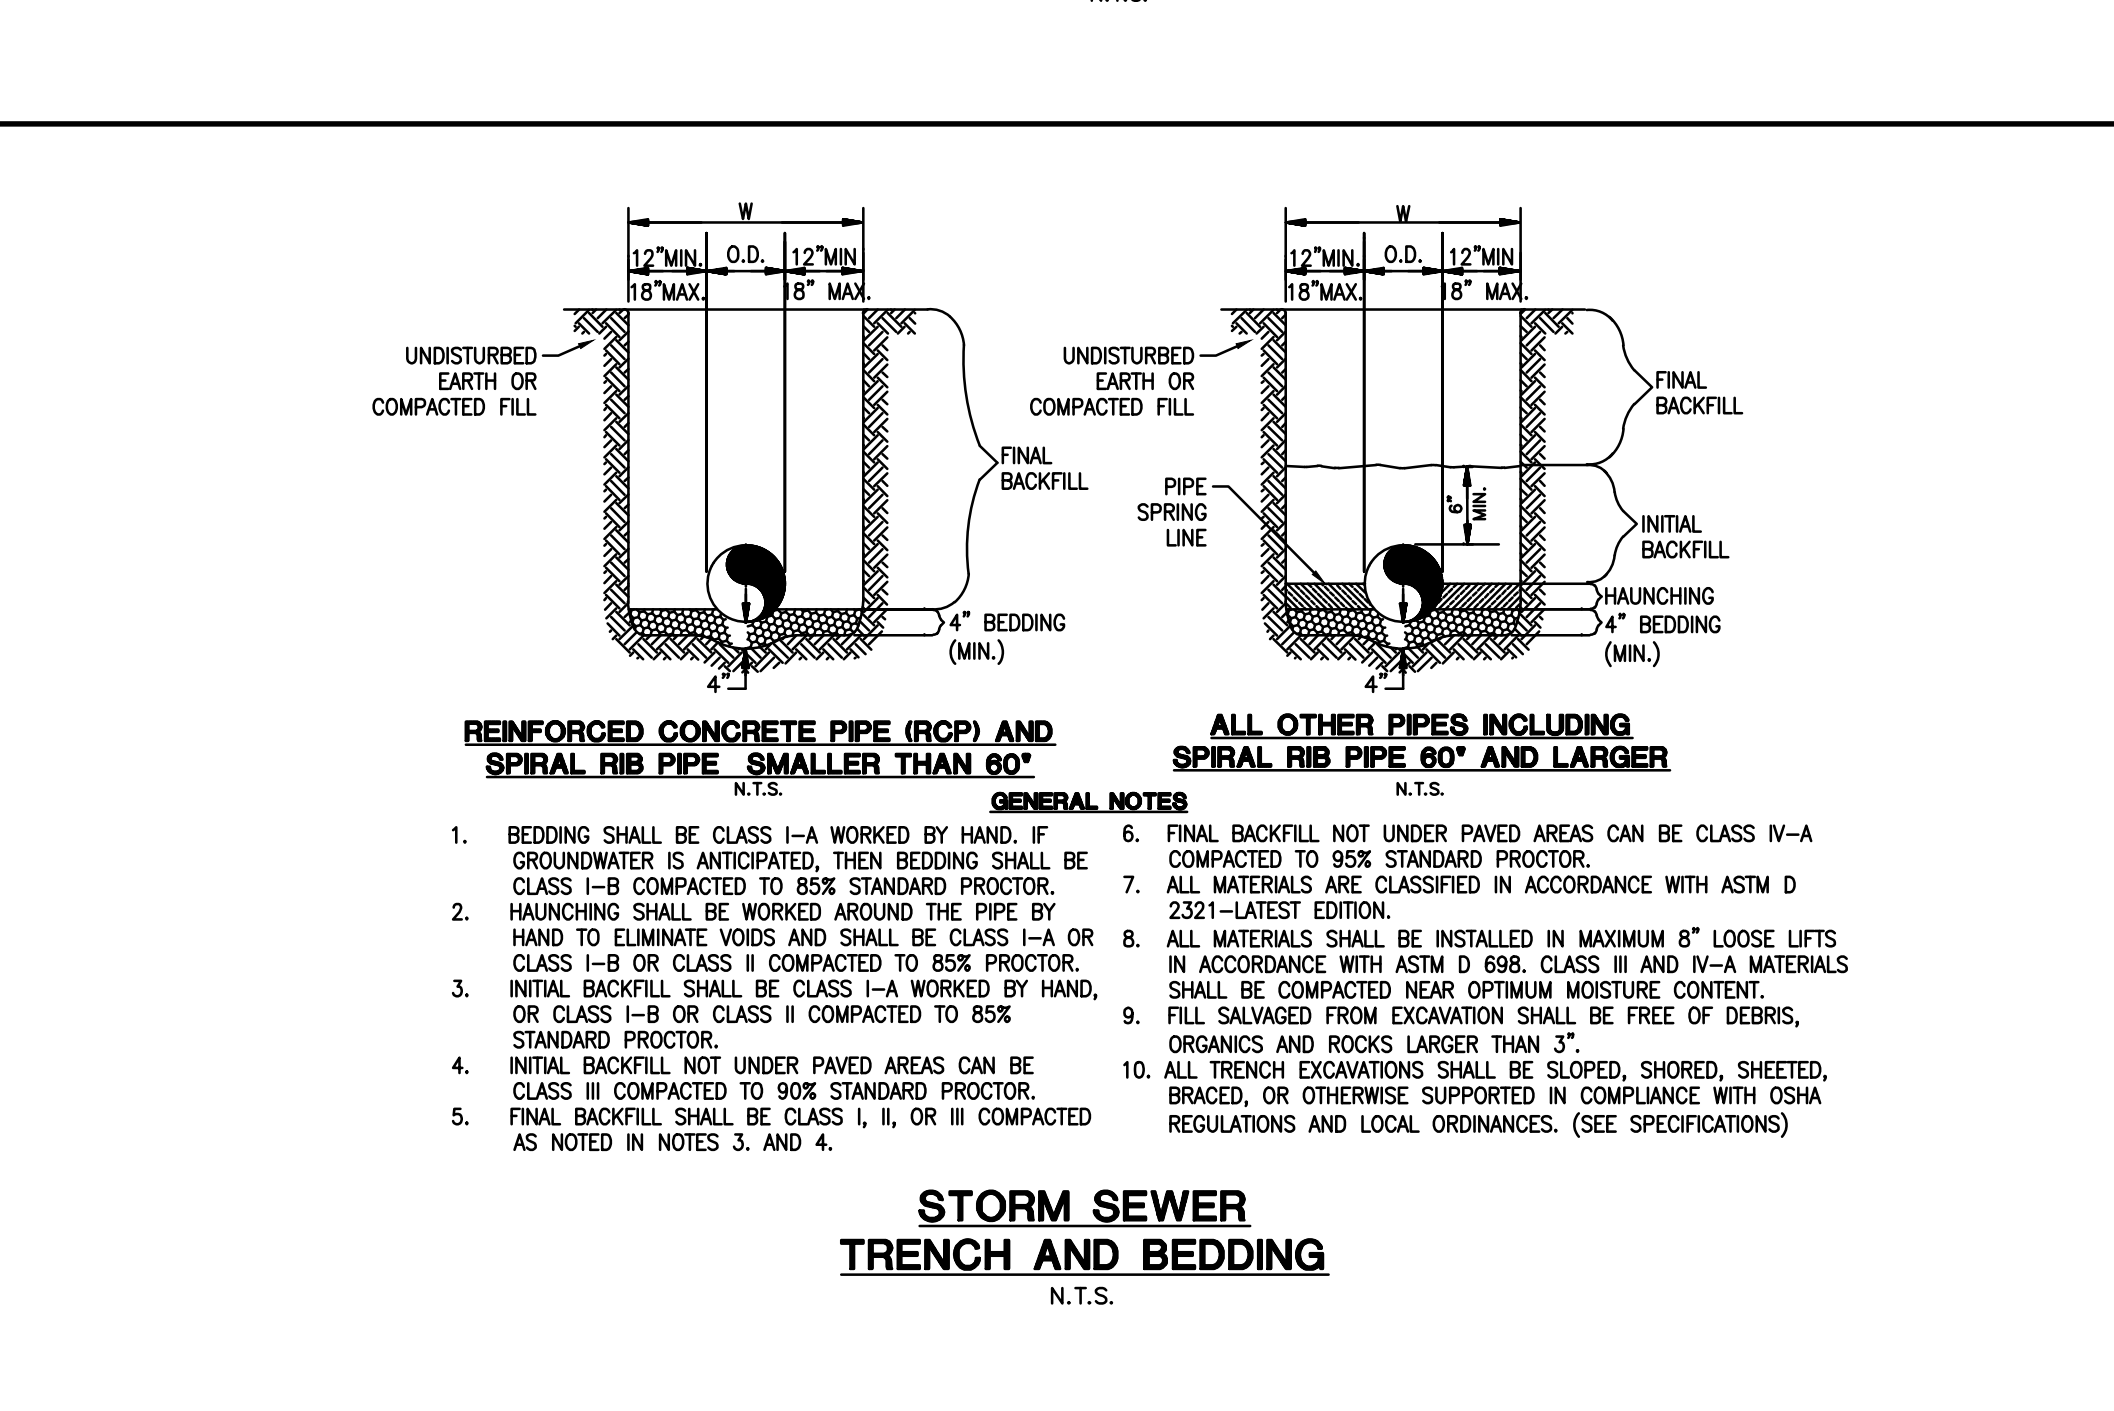 N.T.S.
W
12"MIN.
O.D.
12"MIN
18"MAX.
18" MAX.
UNDISTURBED
EARTH OR
COMPACTED FILL
FINAL
BACKFILL
4" BEDDING
(MIN.)
4"
REINFORCED CONCRETE PIPE (RCP) AND
SPIRAL RIB PIPE SMALLER THAN 60"
N.T.S.
W
12"MIN.
O.D.
12"MIN
18"MAX.
18" MAX.
UNDISTURBED
EARTH OR
COMPACTED FILL
FINAL
BACKFILL
PIPE
SPRING
LINE
6"
MIN.
INITIAL
BACKFILL
HAUNCHING
4" BEDDING
(MIN.)
4"
ALL OTHER PIPES INCLUDING
SPIRAL RIB PIPE 60" AND LARGER
N.T.S.
GENERAL NOTES
1. BEDDING SHALL BE CLASS I-A WORKED BY HAND. IF
GROUNDWATER IS ANTICIPATED, THEN BEDDING SHALL BE
CLASS I-B COMPACTED TO 85% STANDARD PROCTOR.
2. HAUNCHING SHALL BE WORKED AROUND THE PIPE BY
HAND TO ELIMINATE VOIDS AND SHALL BE CLASS I-A OR
CLASS I-B OR CLASS II COMPACTED TO 85% PROCTOR.
3. INITIAL BACKFILL SHALL BE CLASS I-A WORKED BY HAND,
OR CLASS I-B OR CLASS II COMPACTED TO 85%
STANDARD PROCTOR.
4. INITIAL BACKFILL NOT UNDER PAVED AREAS CAN BE
CLASS III COMPACTED TO 90% STANDARD PROCTOR.
5. FINAL BACKFILL SHALL BE CLASS I, II, OR III COMPACTED
AS NOTED IN NOTES 3. AND 4.
6. FINAL BACKFILL NOT UNDER PAVED AREAS CAN BE CLASS IV-A
COMPACTED TO 95% STANDARD PROCTOR.
7. ALL MATERIALS ARE CLASSIFIED IN ACCORDANCE WITH ASTM D
2321-LATEST EDITION.
8. ALL MATERIALS SHALL BE INSTALLED IN MAXIMUM 8" LOOSE LIFTS
IN ACCORDANCE WITH ASTM D 698. CLASS III AND IV-A MATERIALS
SHALL BE COMPACTED NEAR OPTIMUM MOISTURE CONTENT.
9. FILL SALVAGED FROM EXCAVATION SHALL BE FREE OF DEBRIS,
ORGANICS AND ROCKS LARGER THAN 3".
10. ALL TRENCH EXCAVATIONS SHALL BE SLOPED, SHORED, SHEETED,
BRACED, OR OTHERWISE SUPPORTED IN COMPLIANCE WITH OSHA
REGULATIONS AND LOCAL ORDINANCES. (SEE SPECIFICATIONS)
STORM SEWER
TRENCH AND BEDDING
N.T.S.